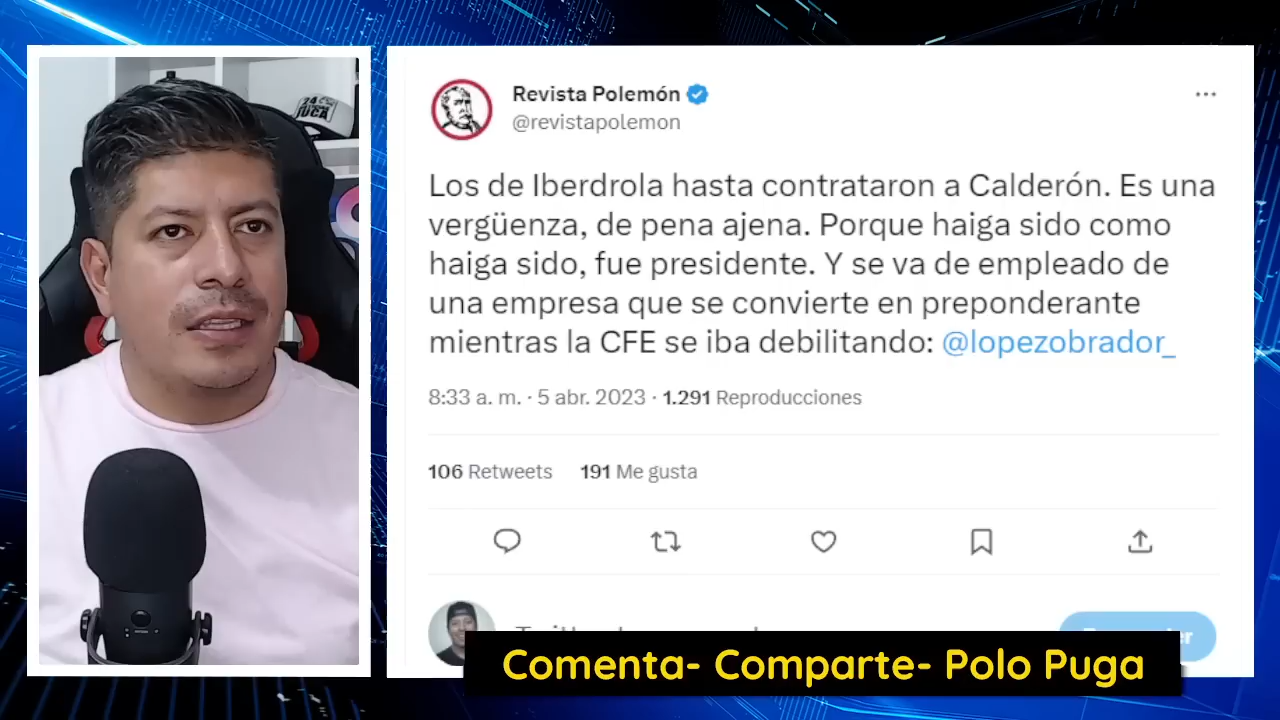 Revista Polemón
@revistapolemon
Los de Iberdrola hasta contrataron a Calderón. Es una
vergüenza, de pena ajena. Porque haiga sido como
haiga sido, fue presidente. Y se va de empleado de
una empresa que se convierte en preponderante
mientras la CFE se iba debilitando: @lopezobrador_
8:33 a. m. · 5 abr. 2023 · 1.291 Reproducciones
106 Retweets 191 Me gusta
Comenta- Comparte- Polo Puga